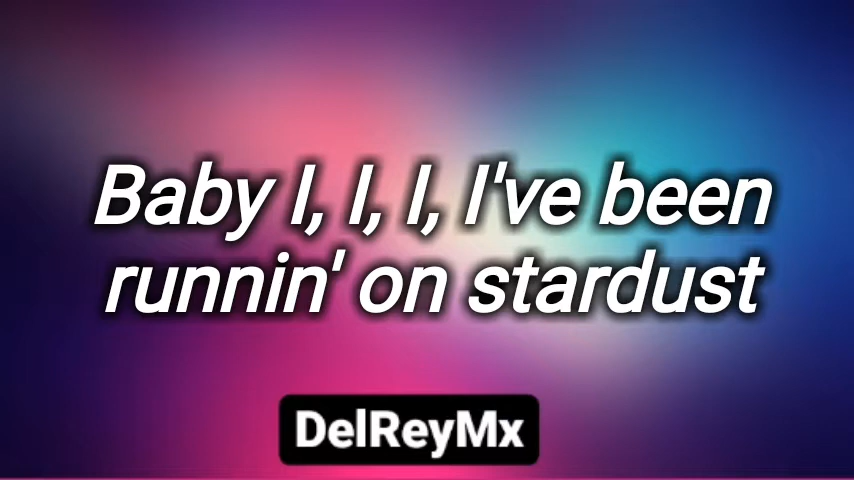 Baby I, I, I, I've been
runnin' on stardust
DelReyMx